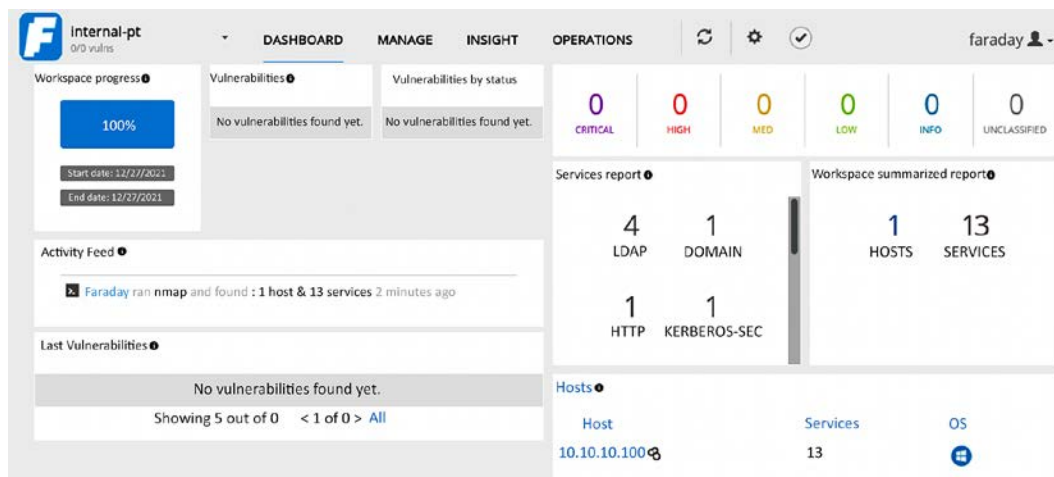 internal-pt
0/0 vulns
DASHBOARD MANAGE INSIGHT OPERATIONS
faraday
Workspace progress
100%
Start date: 12/27/2021
End date: 12/27/2021
Vulnerabilities
No vulnerabilities found yet.
Vulnerabilities by status
No vulnerabilities found yet.
0 0 0 0 0 0
CRITICAL HIGH MED LOW INFO UNCLASSIFIED
Activity Feed
Faraday ran nmap and found : 1 host & 13 services 2 minutes ago
Services report
4 1
LDAP DOMAIN
1 1
HTTP KERBEROS-SEC
Workspace summarized report
1 13
HOSTS SERVICES
Last Vulnerabilities
No vulnerabilities found yet.
Showing 5 out of 0 < 1 of 0 > All
Hosts
Host Services OS
10.10.10.100 13